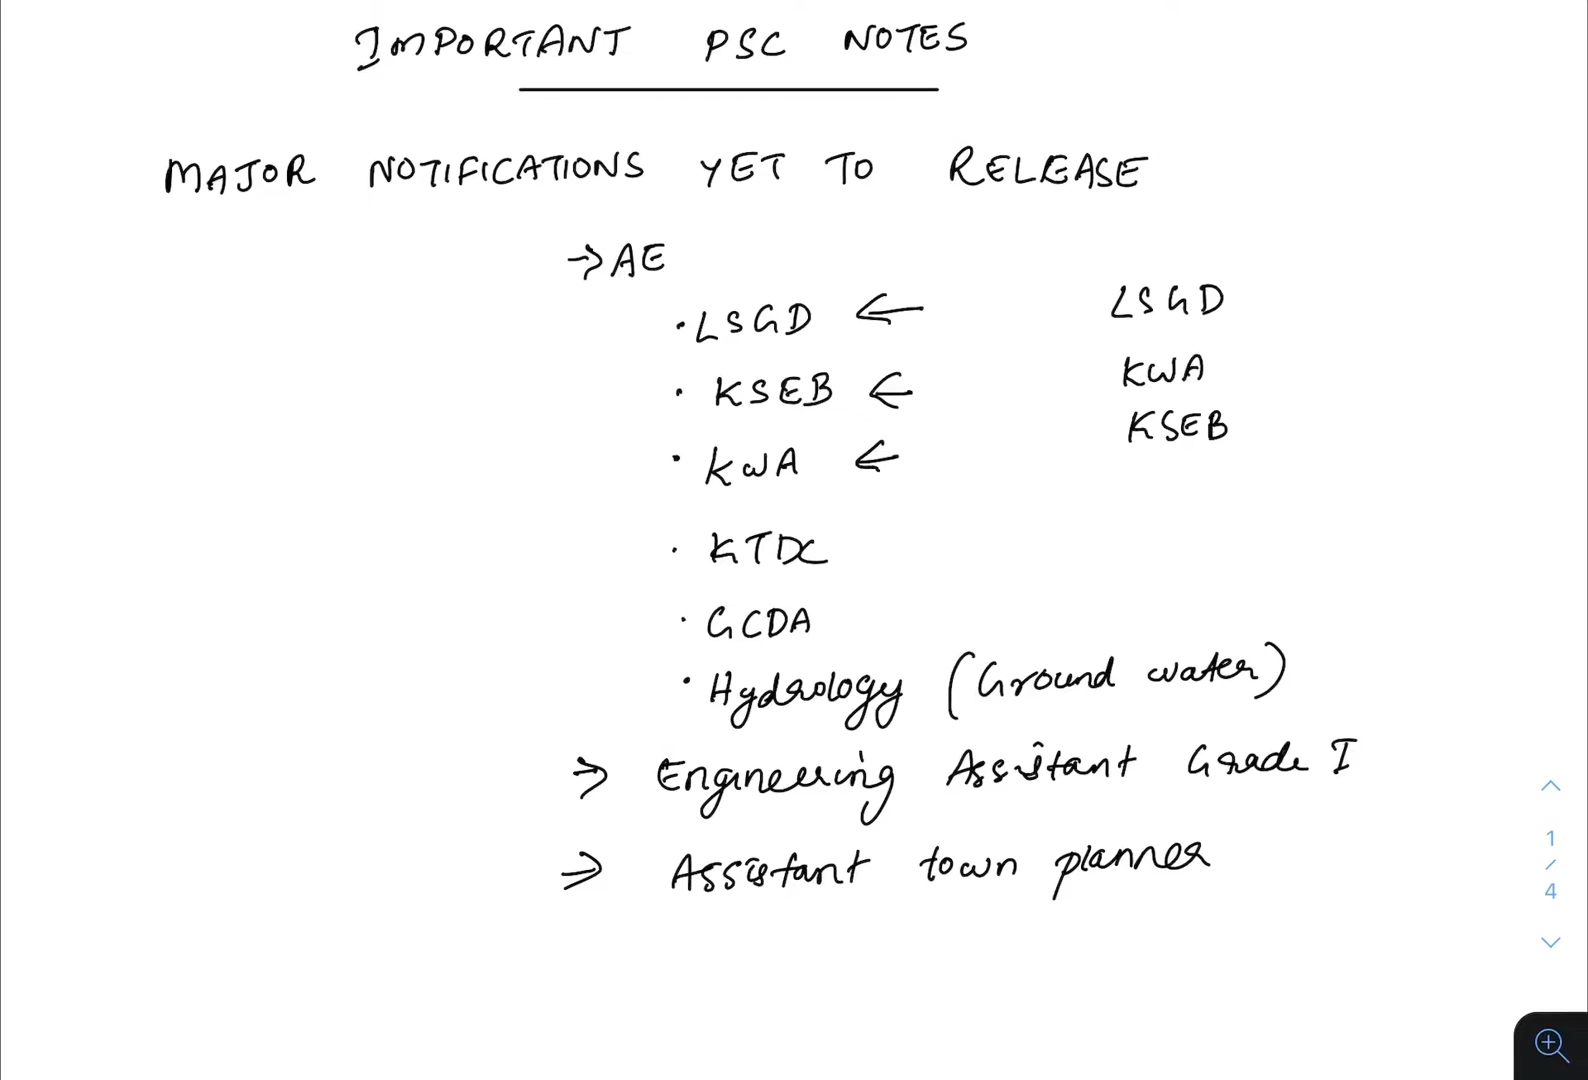 IMPORTANT PSC NOTES
MAJOR NOTIFICATIONS YET TO RELEASE
→ AE
· LSGD ←
· KSEB ←
· KWA ←
· KTDC
· GCDA
· Hydrology (Ground water)
⇒ Engineering Assistant Grade I
⇒ Assistant town planner
LSGD
KWA
KSEB
1
/
4